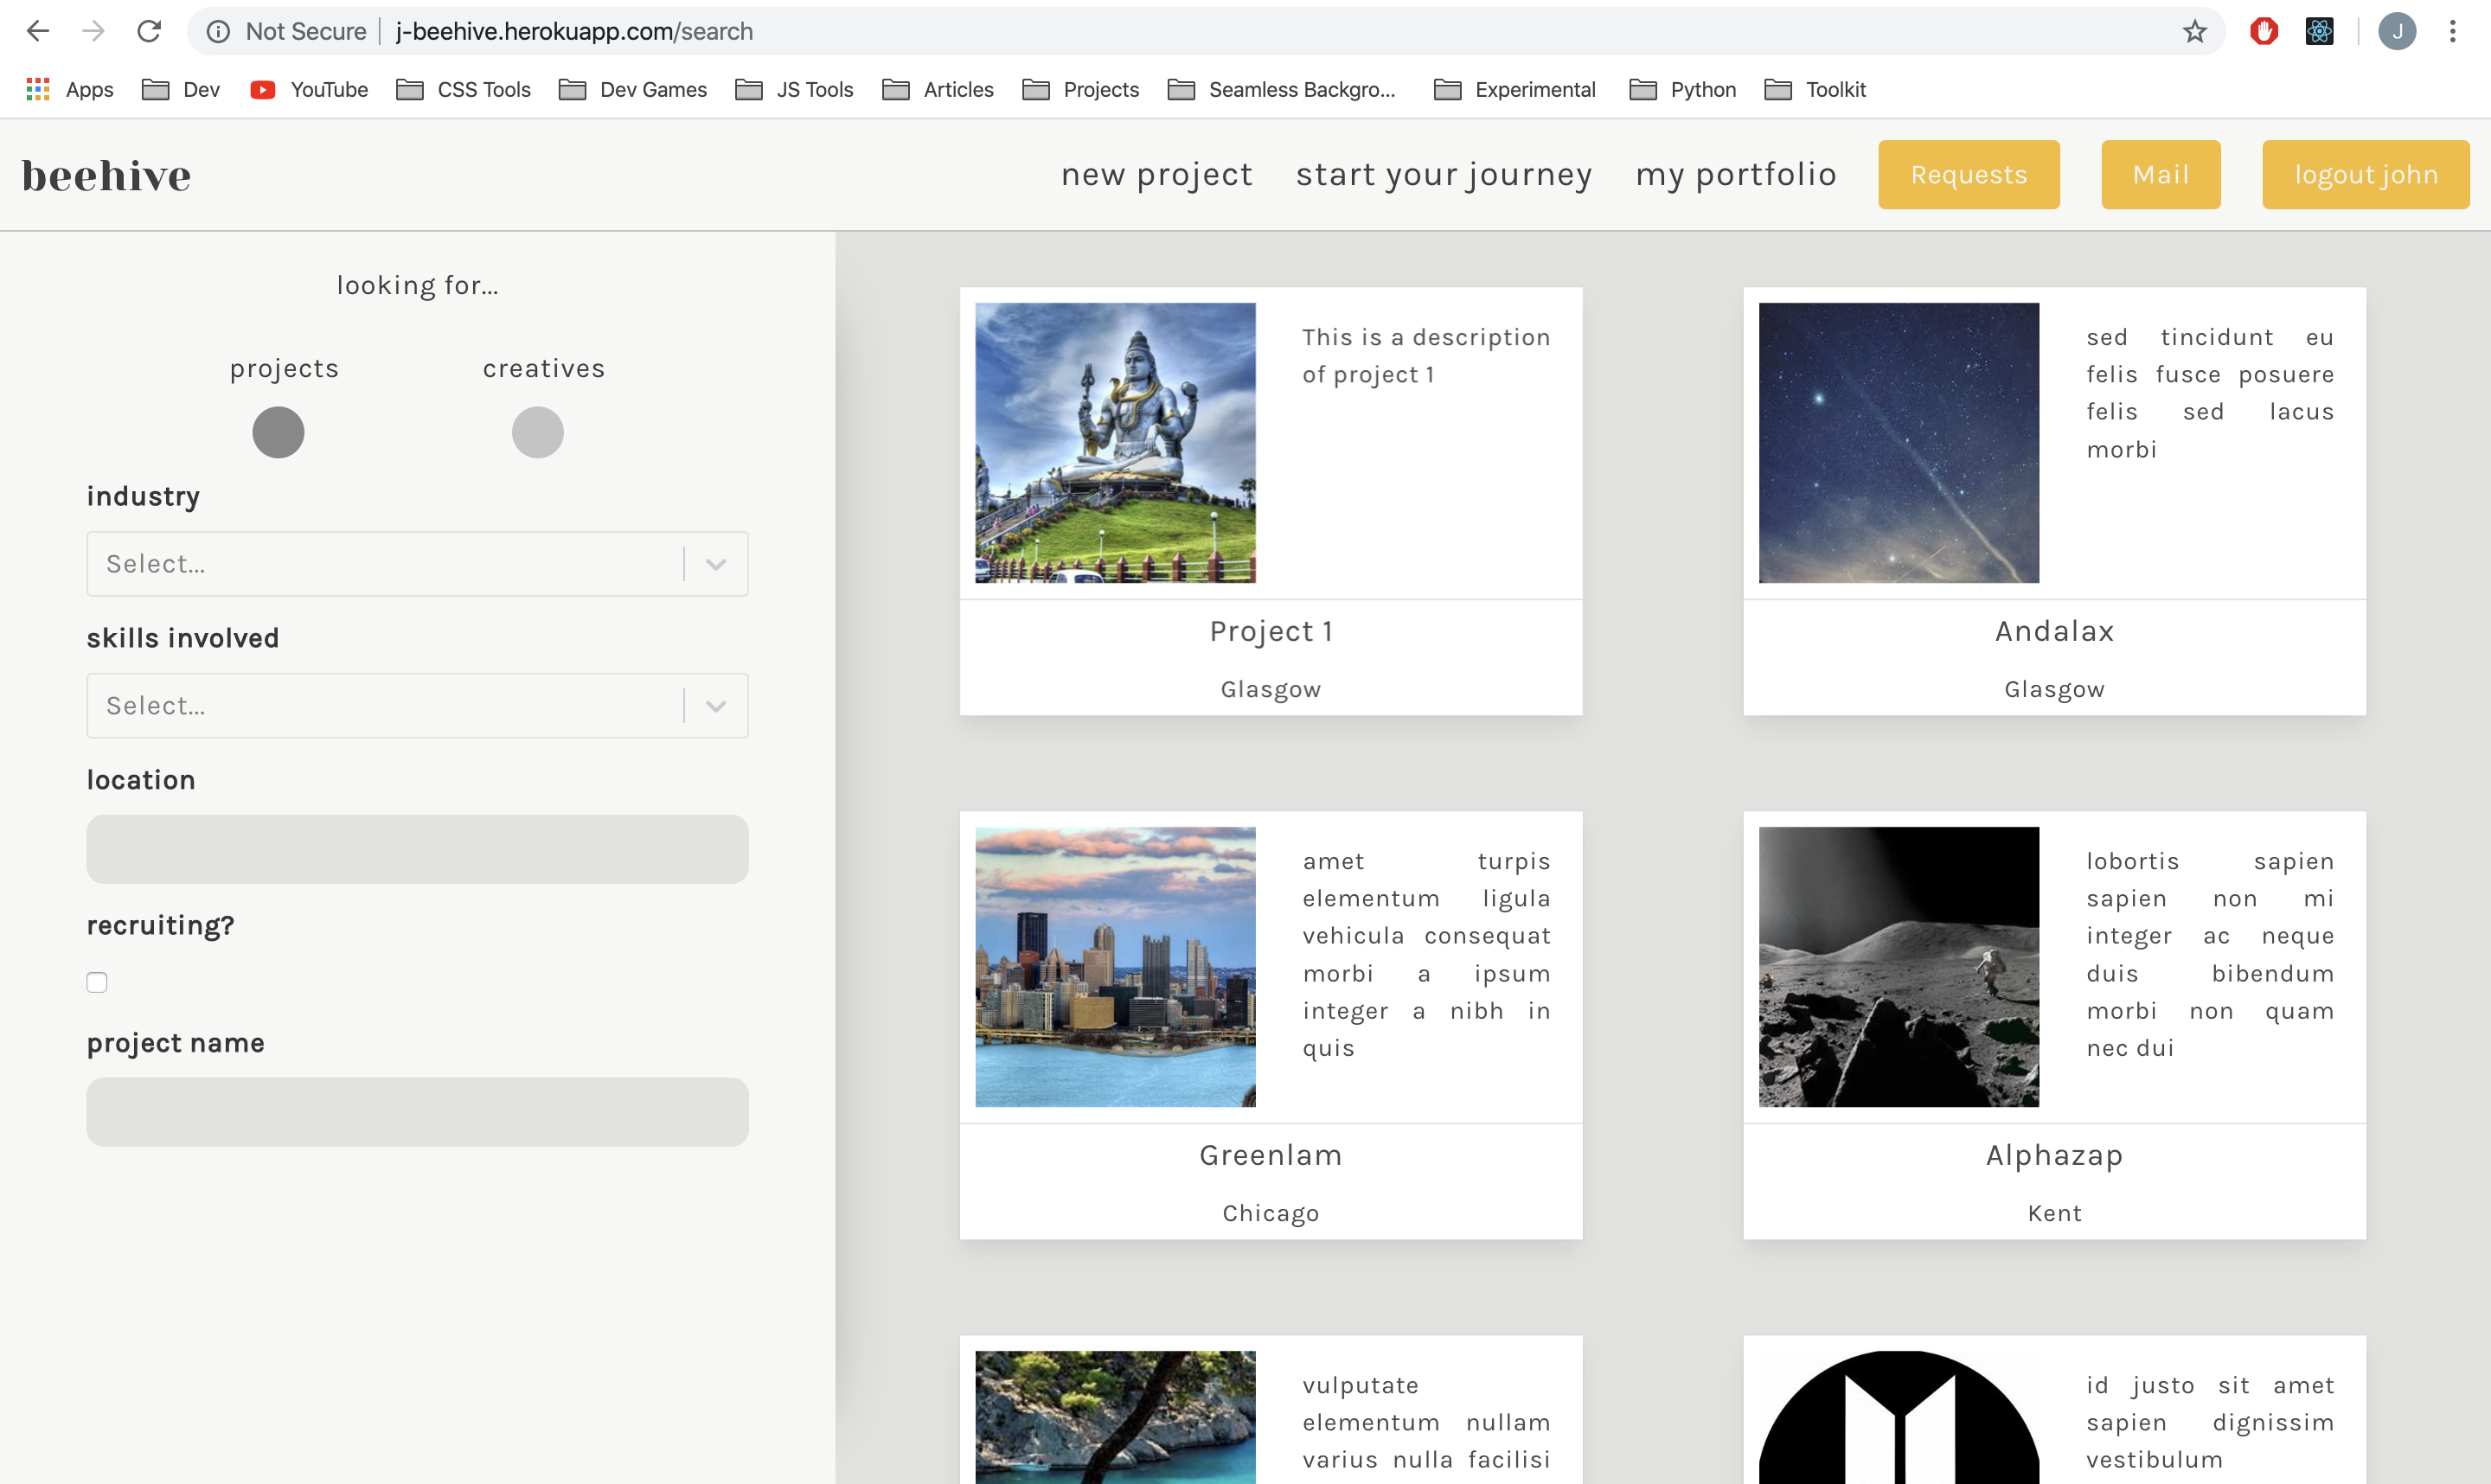 Not Secure | j-beehive.herokuapp.com/search
J
Apps Dev YouTube CSS Tools Dev Games JS Tools Articles Projects Seamless Backgro... Experimental Python Toolkit
beehive new project start your journey my portfolio Requests Mail logout john
looking for...
projects creatives
industry
Select...
skills involved
Select...
location
recruiting?
project name
This is a description
of project 1
Project 1
Glasgow
sed tincidunt eu
felis fusce posuere
felis sed lacus
morbi
Andalax
Glasgow
amet turpis
elementum ligula
vehicula consequat
morbi a ipsum
integer a nibh in
quis
Greenlam
Chicago
lobortis sapien
sapien non mi
integer ac neque
duis bibendum
morbi non quam
nec dui
Alphazap
Kent
vulputate
elementum nullam
varius nulla facilisi
id justo sit amet
sapien dignissim
vestibulum